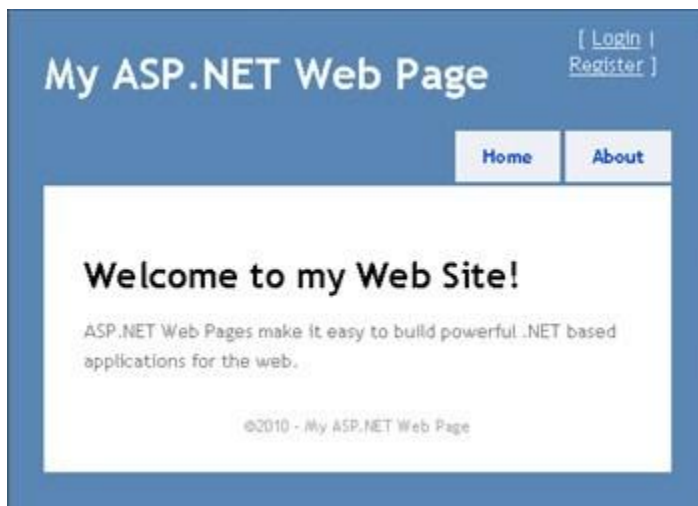 [ Login |
Register ]
My ASP.NET Web Page
Home About
Welcome to my Web Site!
ASP.NET Web Pages make it easy to build powerful .NET based
applications for the web.
©2010 - My ASP.NET Web Page